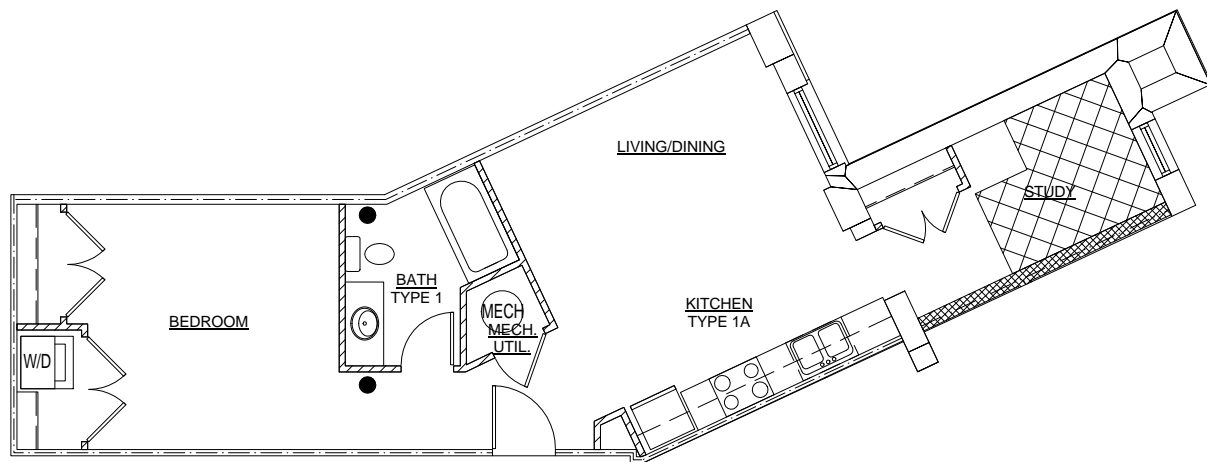 LIVING/DINING
STUDY
BATH
TYPE 1
KITCHEN
TYPE 1A
BEDROOM
MECH
MECH.
UTIL.
W/D